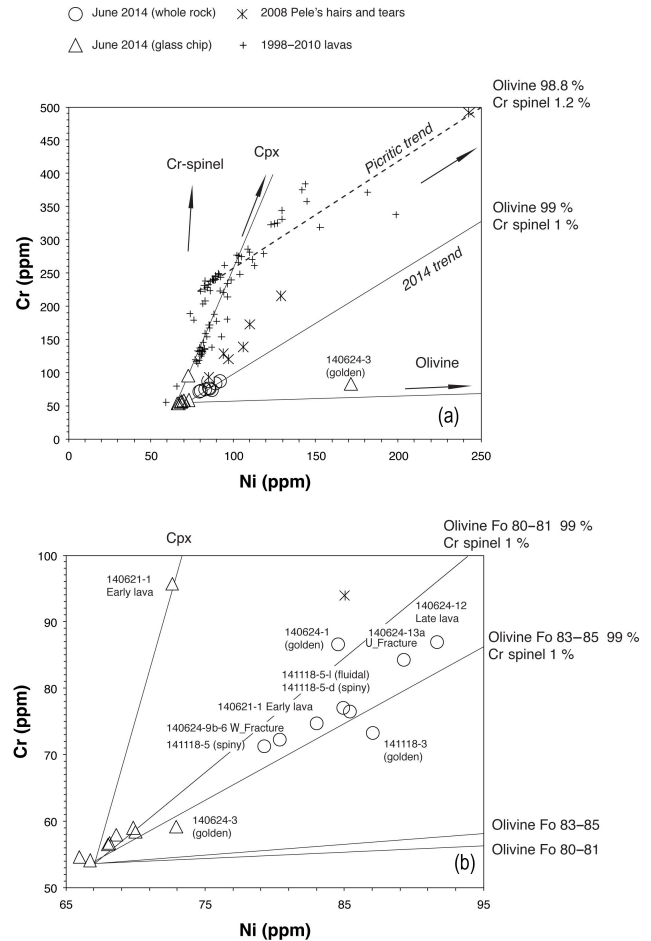 June 2014 (whole rock) 2008 Pele's hairs and tears
June 2014 (glass chip) 1998–2010 lavas
Olivine 98.8 %
Cr spinel 1.2 %
500
450
400
350
300
250
200
150
100
50
0
Cr (ppm)
Cr-spinel
Cpx
Picritic trend
Olivine 99 %
Cr spinel 1 %
2014 trend
140624-3
(golden)
Olivine
(a)
0 50 100 150 200 250
Ni (ppm)
Cpx
Olivine Fo 80–81 99 %
Cr spinel 1 %
100
90
80
70
60
50
Cr (ppm)
140621-1
Early lava
140624-12
Late lava
140624-1
(golden)
140624-13a
U_Fracture
Olivine Fo 83–85 99 %
Cr spinel 1 %
141118-5-l (fluidal)
141118-5-d (spiny)
140621-1 Early lava
140624-9b-6 W_Fracture
141118-5 (spiny)
141118-3
(golden)
140624-3
(golden)
Olivine Fo 83–85
Olivine Fo 80–81
(b)
65 75 85 95
Ni (ppm)